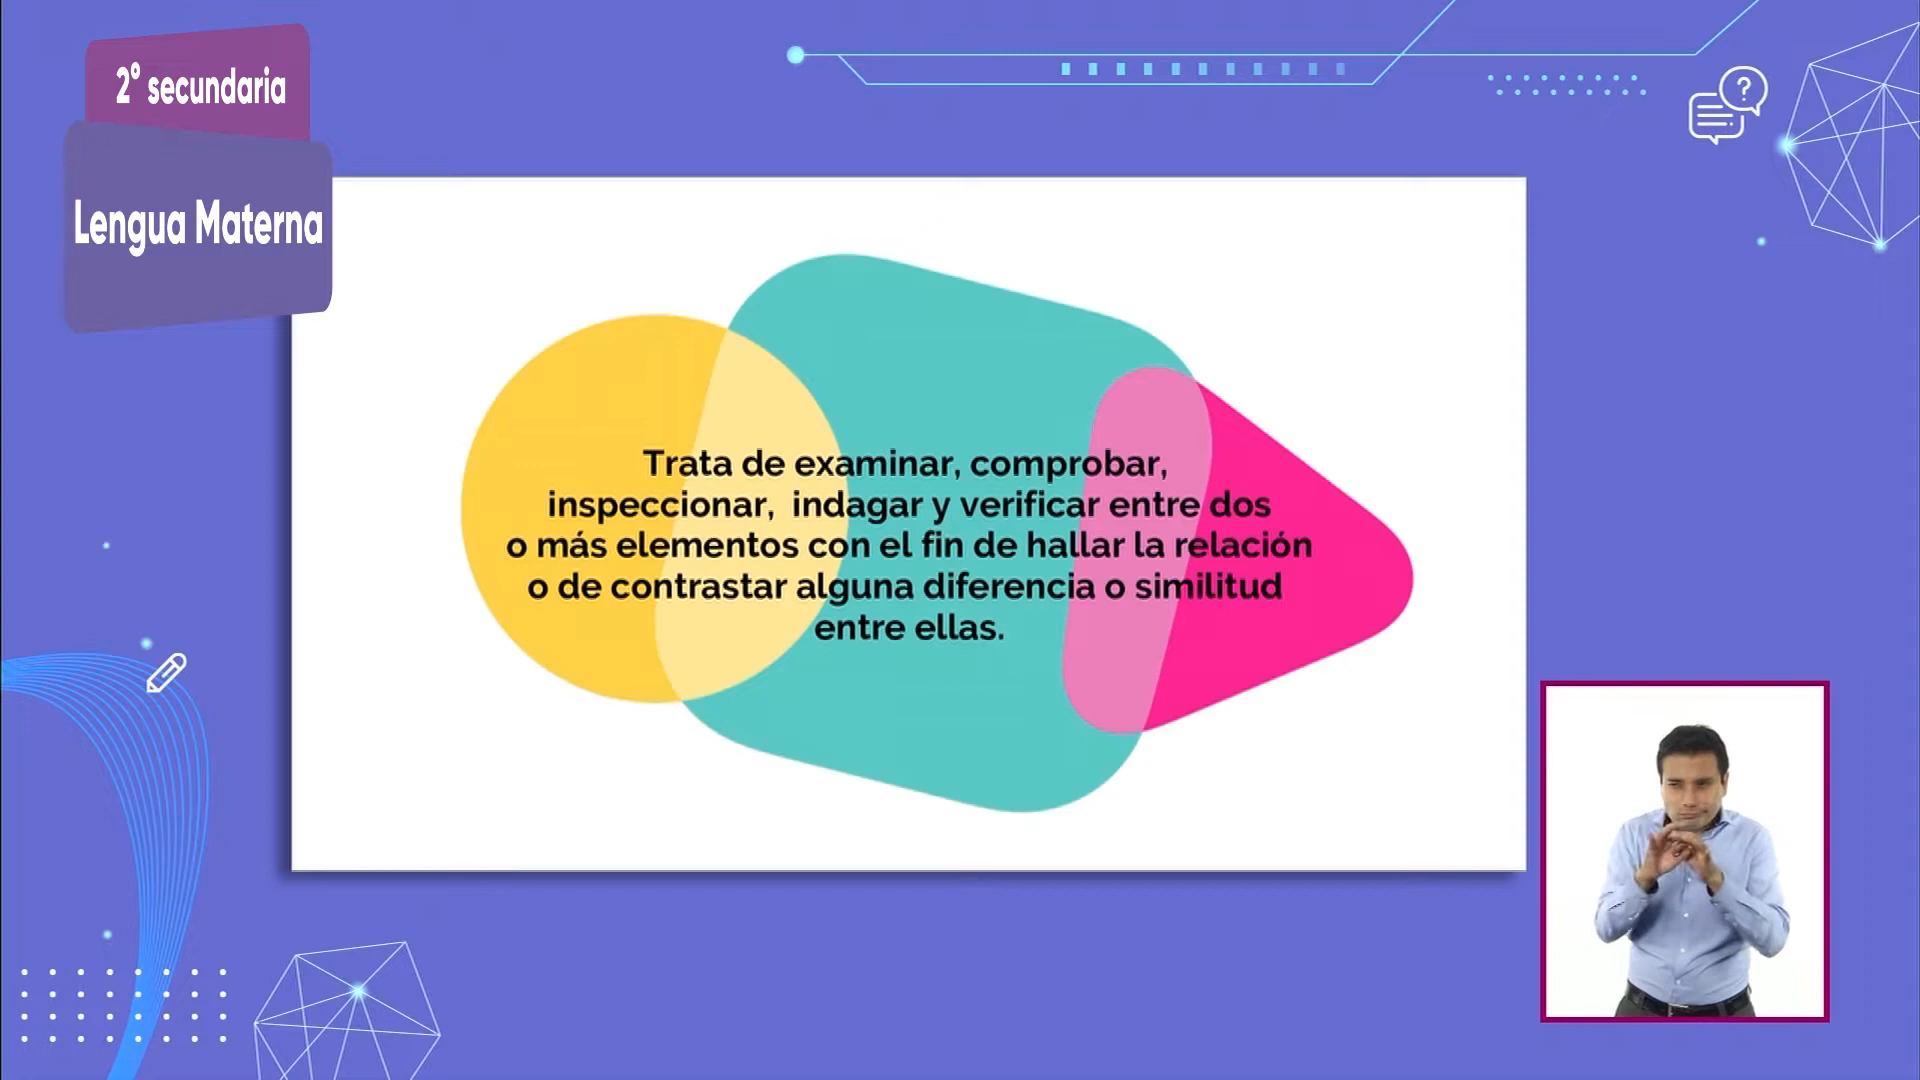 2° secundaria
Lengua Materna
?
Trata de examinar, comprobar,
inspeccionar, indagar y verificar entre dos
o más elementos con el fin de hallar la relación
o de contrastar alguna diferencia o similitud
entre ellas.